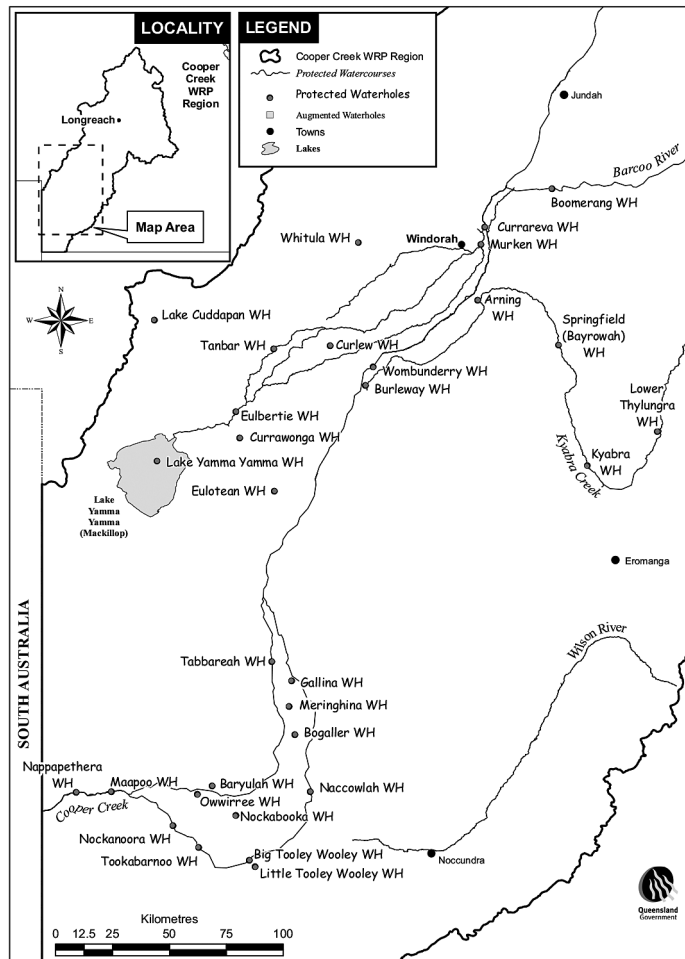 LOCALITY
Cooper
Creek
WRP
Region
Longreach
Map Area
LEGEND
Cooper Creek WRP Region
Protected Watercourses
Protected Waterholes
Augmented Waterholes
Towns
Lakes
Jundah
Barcoo River
Boomerang WH
Currareva WH
Whitula WH
Windorah
Murken WH
N
W
E
S
Arning
WH
Lake Cuddapan WH
Springfield
(Bayrowah)
WH
Tanbar WH
Curlew WH
Wombunderry WH
Burleway WH
Lower
Thylungra
WH
Eulbertie WH
Currawonga WH
Lake Yamma Yamma WH
Kyabra
WH
Kyabra Creek
Eulotean WH
Lake
Yamma
Yamma
(Mackillop)
Eromanga
SOUTH AUSTRALIA
Wilson River
Tabbareah WH
Gallina WH
Meringhina WH
Bogaller WH
Nappapethera
WH
Maapoo WH
Baryulah WH
Naccowlah WH
Owwirree WH
Cooper Creek
Nockabooka WH
Nockanoora WH
Tookabarnoo WH
Big Tooley Wooley WH
Little Tooley Wooley WH
Noccundra
Kilometres
0 12.5 25 50 75 100
Queensland
Government